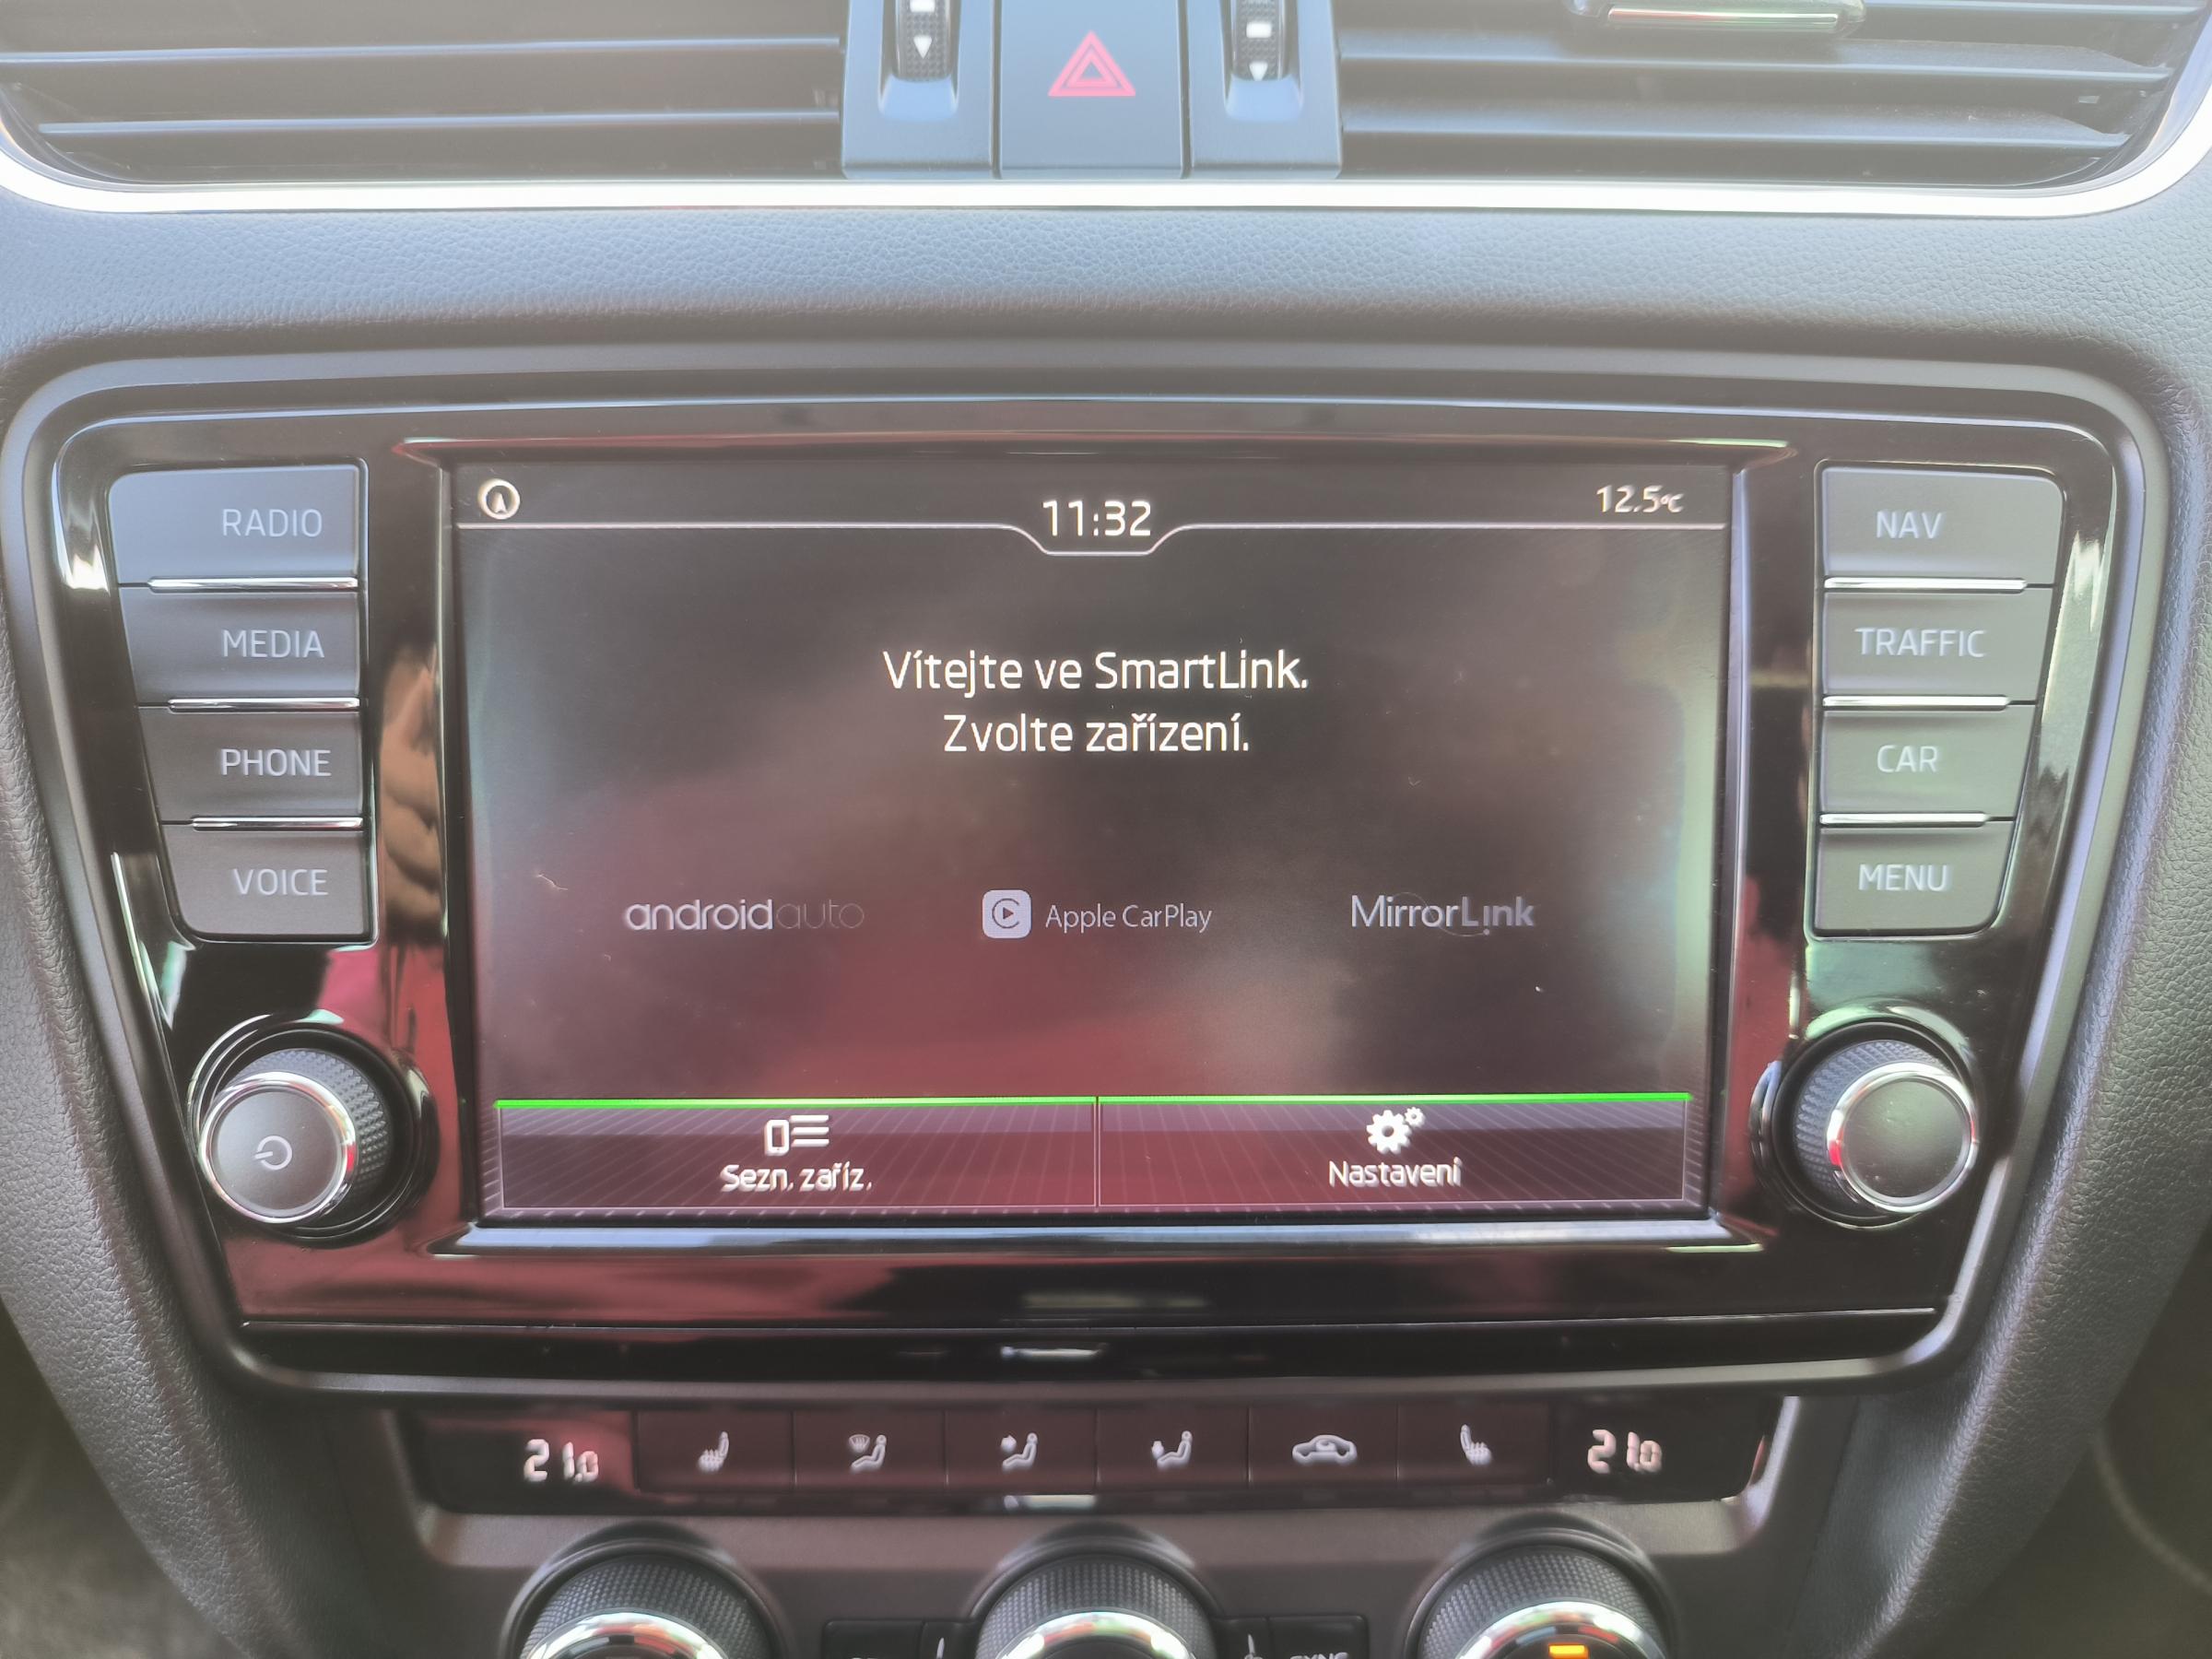 RADIO
MEDIA
PHONE
VOICE
11:32
12.5°C
Vítejte ve SmartLink.
Zvolte zařízení.
androidauto
Apple CarPlay
MirrorLink
Sezn. zaříz.
Nastavení
NAV
TRAFFIC
CAR
MENU
21.0
21.0